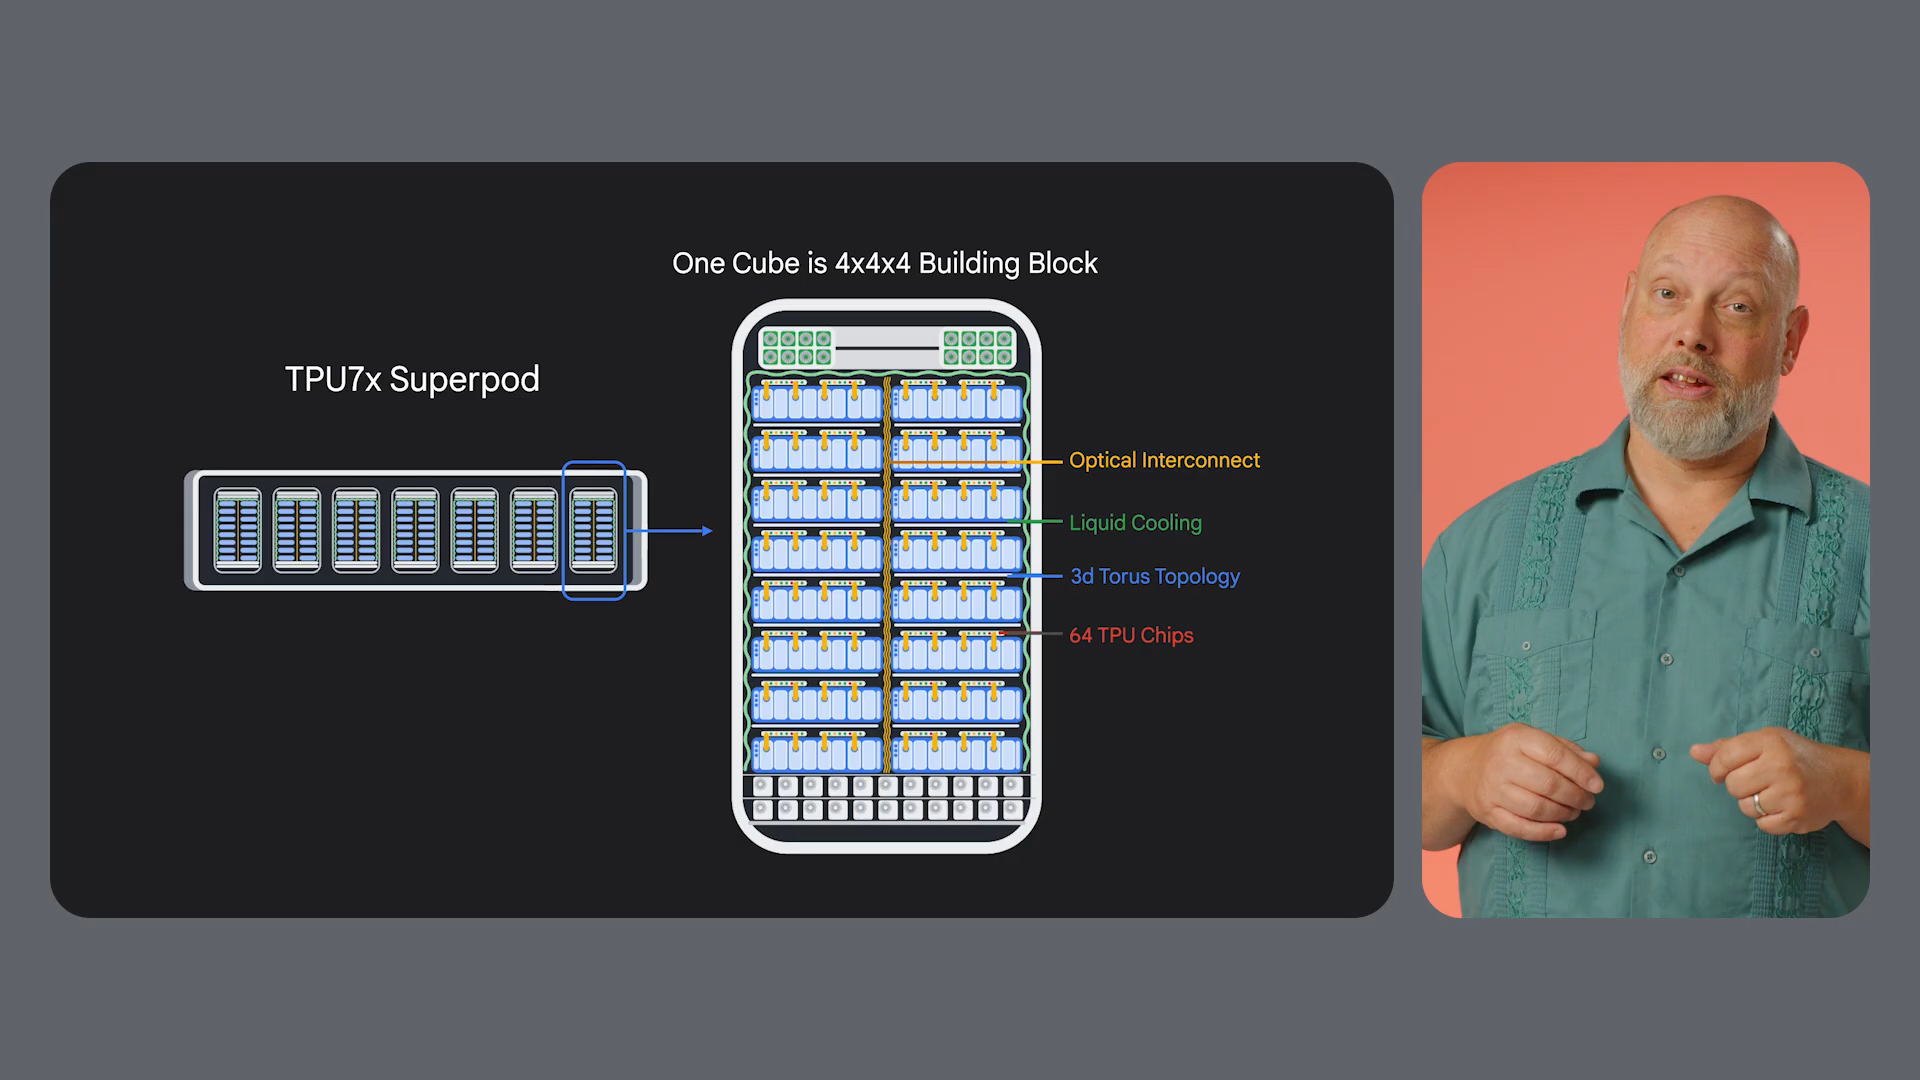 One Cube is 4x4x4 Building Block
TPU7x Superpod
Optical Interconnect
Liquid Cooling
3d Torus Topology
64 TPU Chips